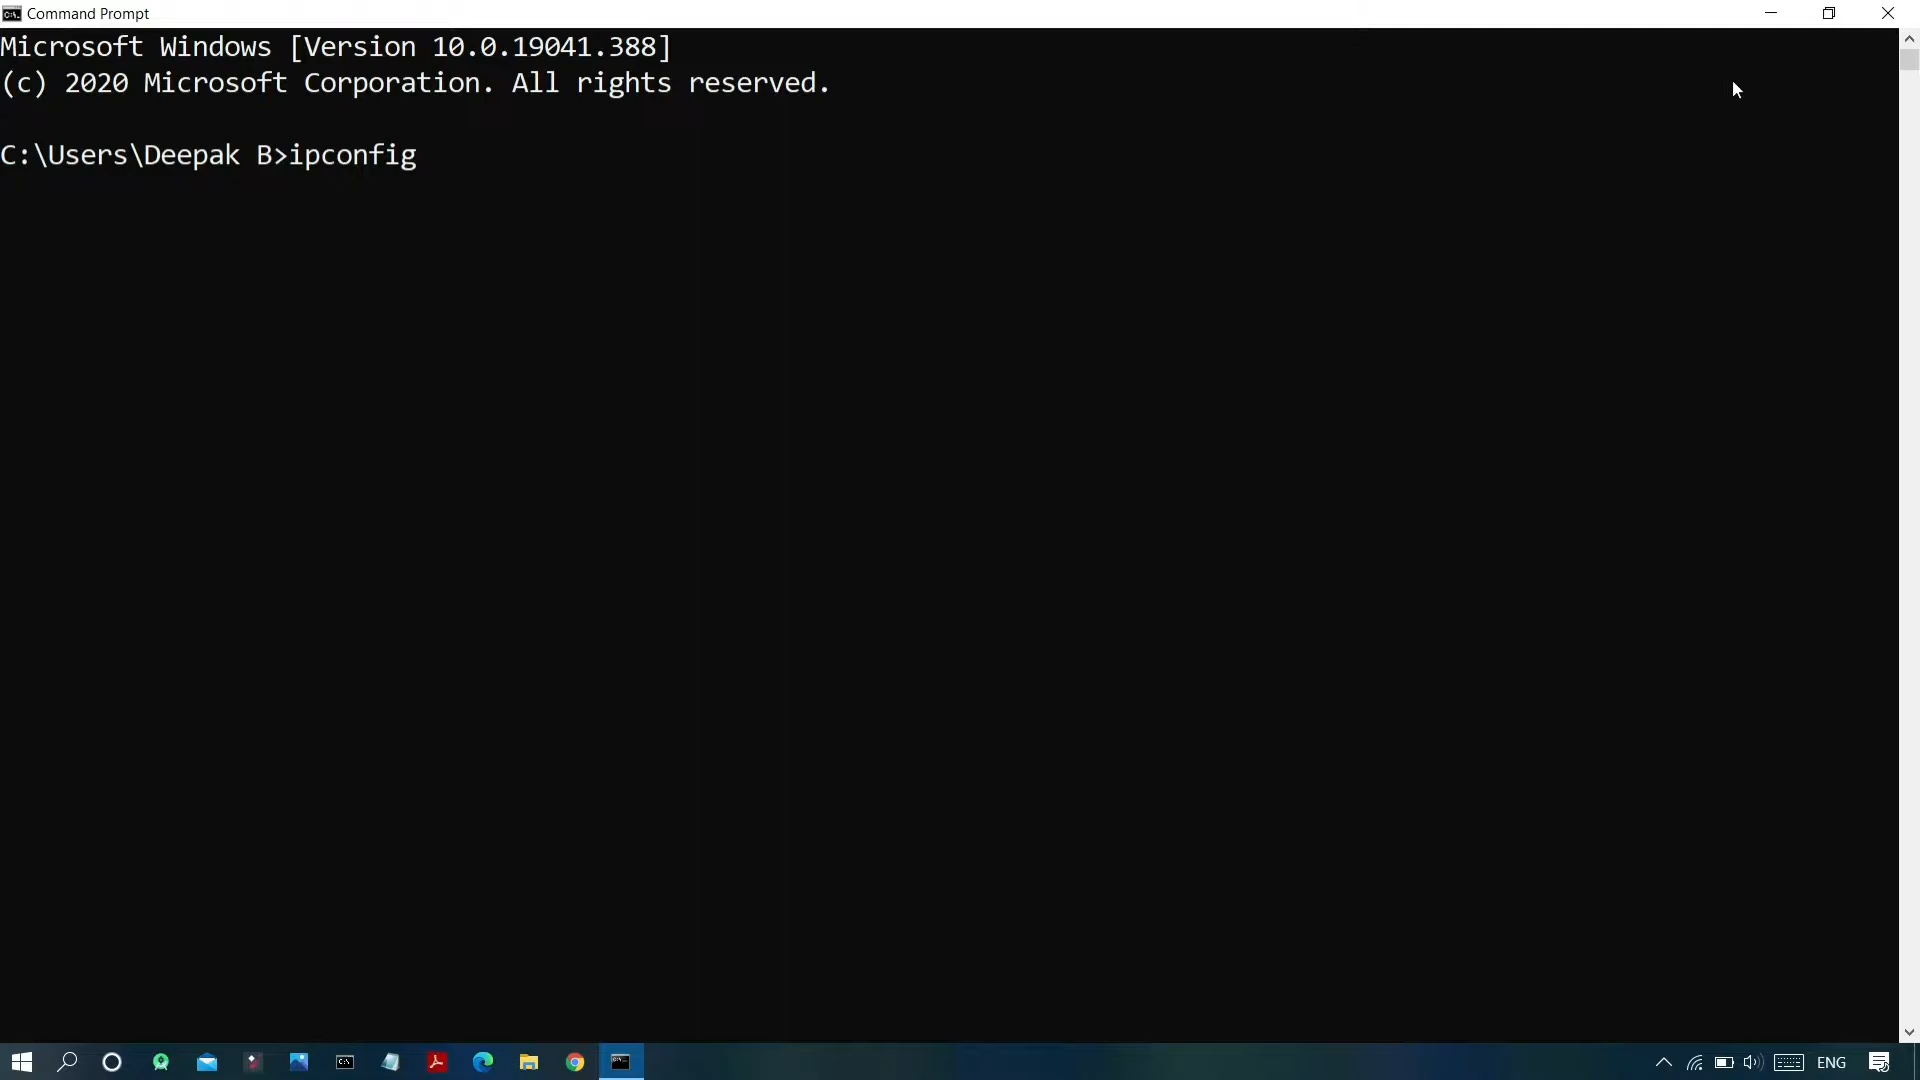 Command Prompt
Microsoft Windows [Version 10.0.19041.388]
(c) 2020 Microsoft Corporation. All rights reserved.
C:\Users\Deepak B>ipconfig
ENG